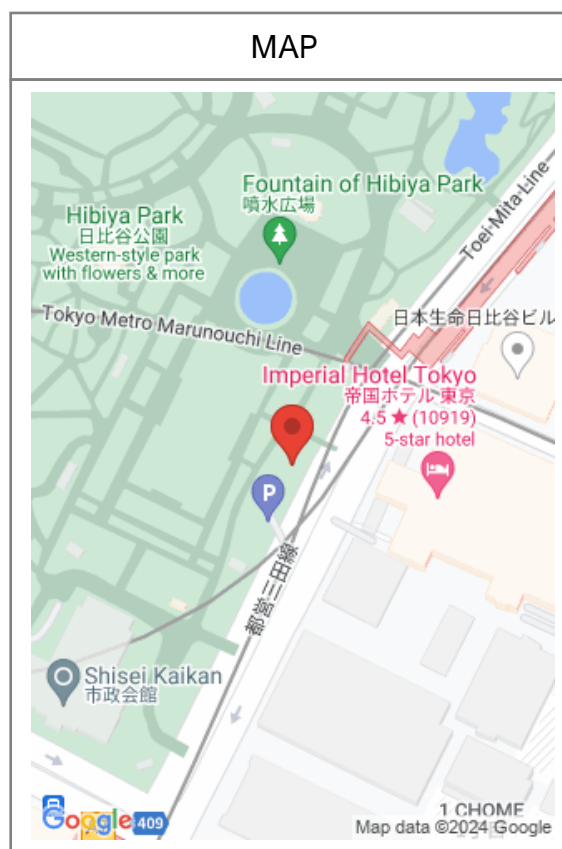 MAP
Fountain of Hibiya Park
噴水広場
Hibiya Park
日比谷公園
Western-style park
with flowers & more
Toei-Mita-Line
Tokyo Metro Marunouchi Line
日本生命日比谷ビル
Imperial Hotel Tokyo
帝国ホテル 東京
4.5 ★ (10919)
5-star hotel
P
都営三田線
Shisei Kaikan
市政会館
Google
409
1 CHOME
Map data ©2024 Google